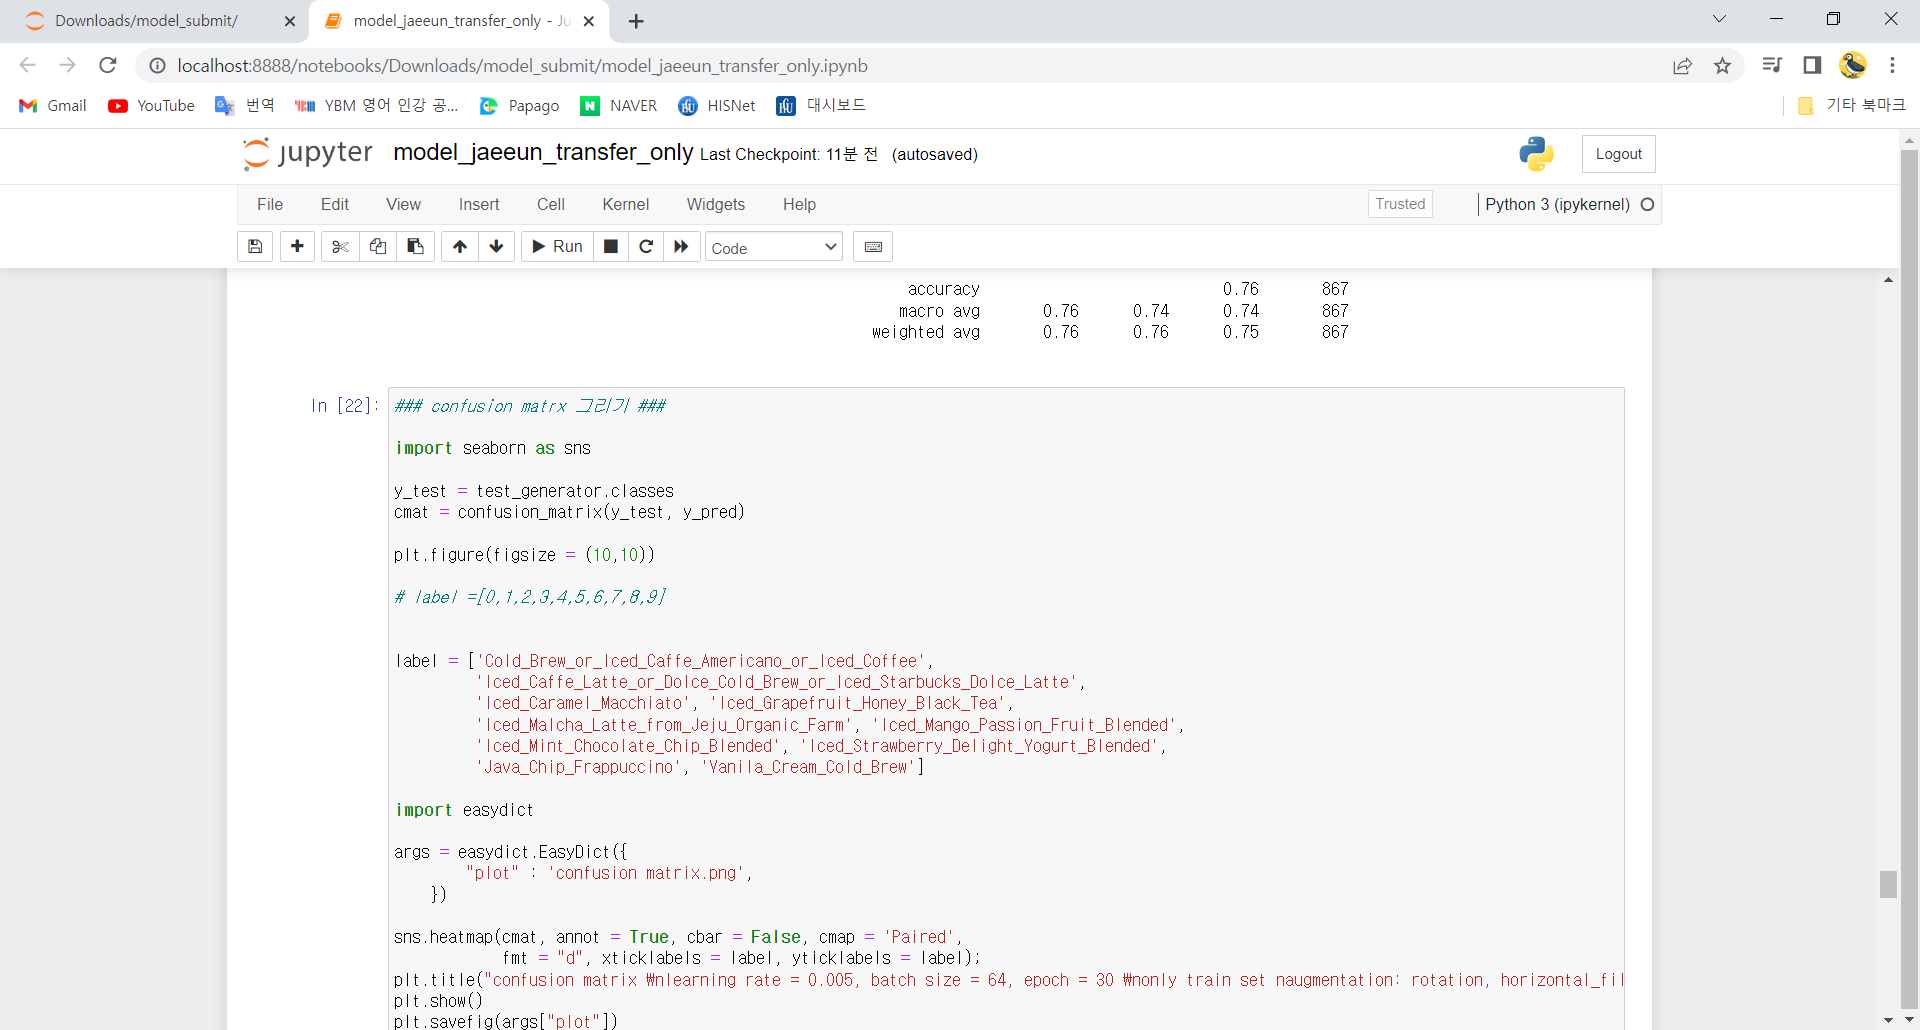 Downloads/model_submit/
model_jaeeun_transfer_only - Ju
localhost:8888/notebooks/Downloads/model_submit/model_jaeeun_transfer_only.ipynb
Gmail YouTube 번역 YBM 영어 인강 공... Papago NAVER HISNet 대시보드 기타 북마크
jupyter model_jaeeun_transfer_only Last Checkpoint: 11분 전 (autosaved) Logout
File Edit View Insert Cell Kernel Widgets Help Trusted Python 3 (ipykernel)
Run Code
accuracy 0.76 867
macro avg 0.76 0.74 0.74 867
weighted avg 0.76 0.76 0.75 867
In [22]: ### confusion matrx 그리기 ###
import seaborn as sns
y_test = test_generator.classes
cmat = confusion_matrix(y_test, y_pred)
plt.figure(figsize = (10,10))
# label =[0,1,2,3,4,5,6,7,8,9]
label = ['Cold_Brew_or_Iced_Caffe_Americano_or_Iced_Coffee',
'Iced_Caffe_Latte_or_Dolce_Cold_Brew_or_Iced_Starbucks_Dolce_Latte',
'Iced_Caramel_Macchiato', 'Iced_Grapefruit_Honey_Black_Tea',
'Iced_Malcha_Latte_from_Jeju_Organic_Farm', 'Iced_Mango_Passion_Fruit_Blended',
'Iced_Mint_Chocolate_Chip_Blended', 'Iced_Strawberry_Delight_Yogurt_Blended',
'Java_Chip_Frappuccino', 'Vanila_Cream_Cold_Brew']
import easydict
args = easydict.EasyDict({
"plot" : 'confusion matrix.png',
})
sns.heatmap(cmat, annot = True, cbar = False, cmap = 'Paired',
fmt = "d", xticklabels = label, yticklabels = label);
plt.title("confusion matrix ₩nlearning rate = 0.005, batch size = 64, epoch = 30 ₩nonly train set naugmentation: rotation, horizontal_fil
plt.show()
plt.savefig(args["plot"])